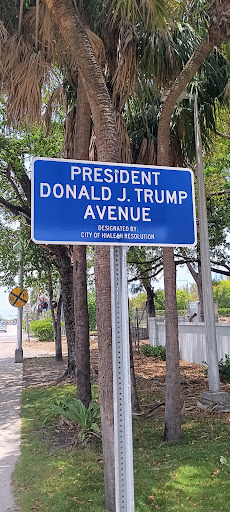 PRESIDENT
DONALD J. TRUMP
AVENUE
DESIGNATED BY:
CITY OF HIALEAH RESOLUTION